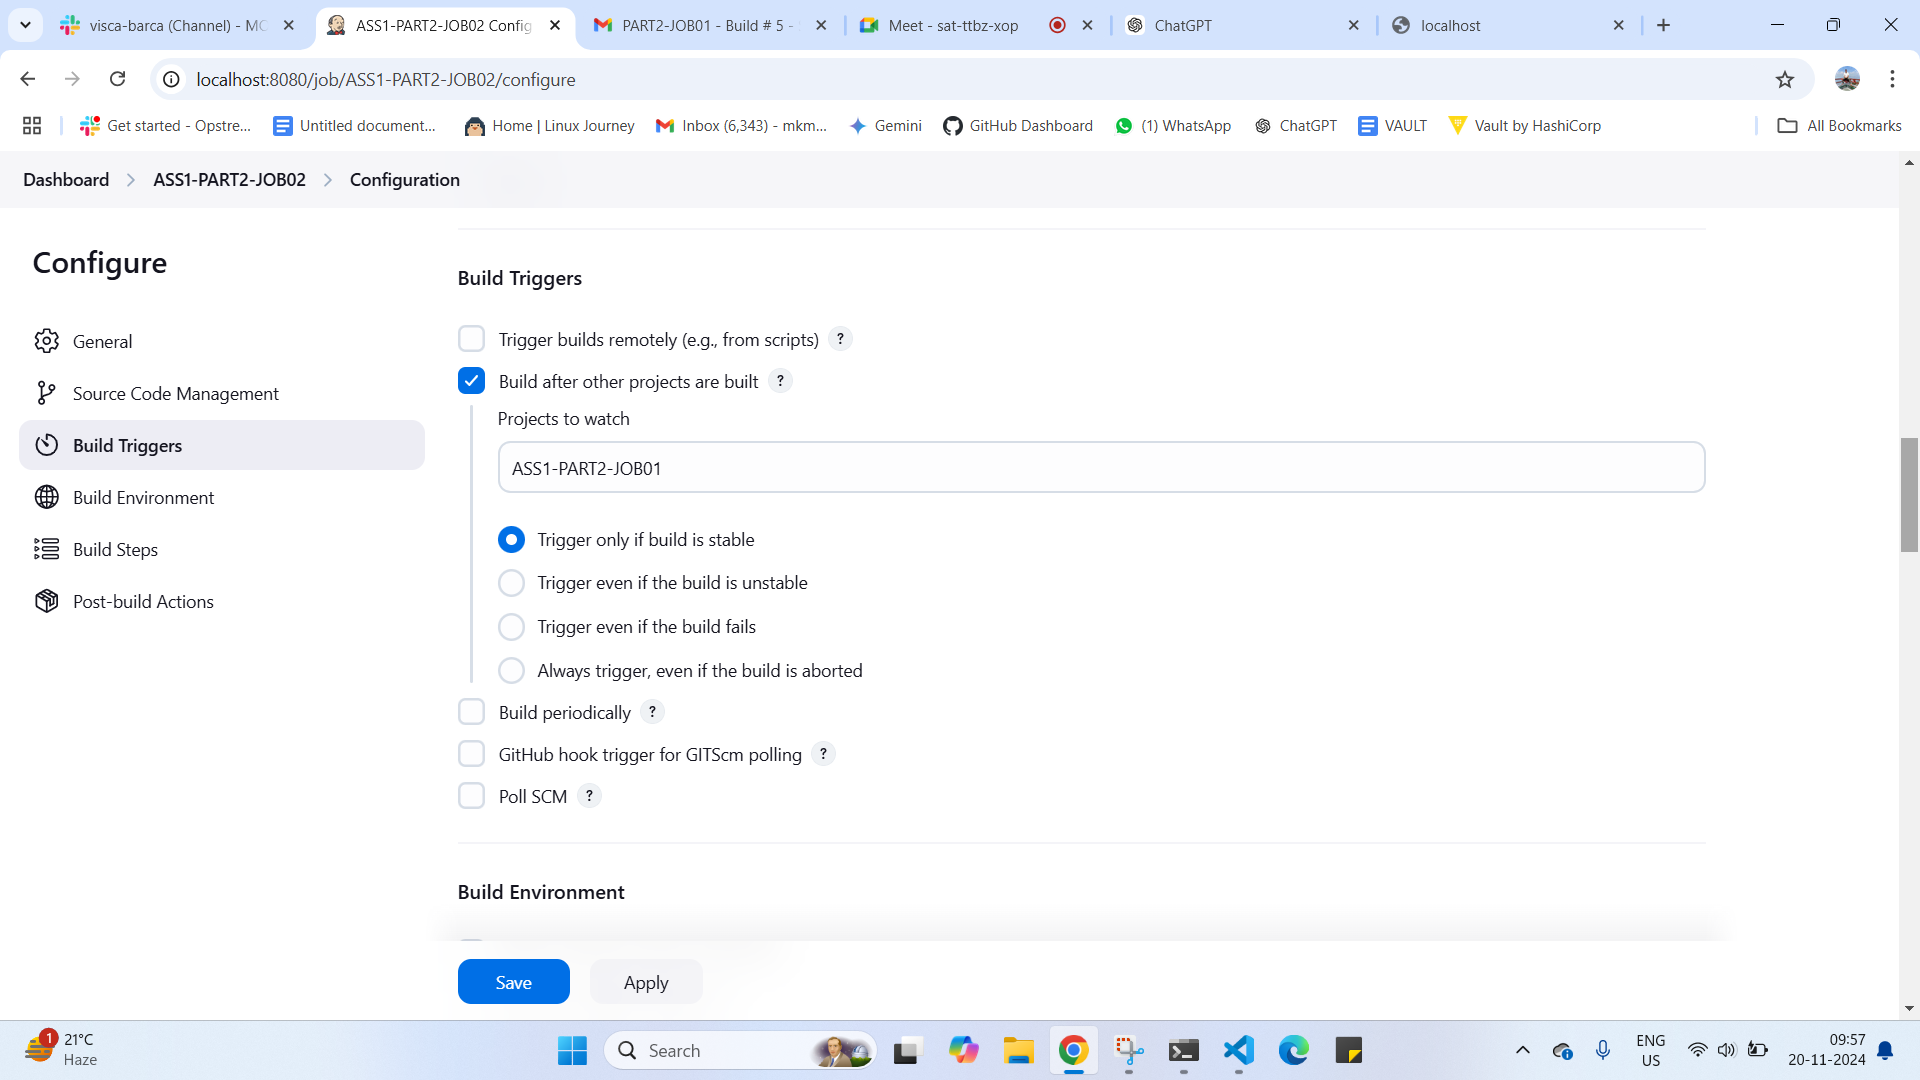 visca-barca (Channel) - MC
ASS1-PART2-JOB02 Config
PART2-JOB01 - Build # 5 -
Meet - sat-ttbz-xop
ChatGPT
localhost
localhost:8080/job/ASS1-PART2-JOB02/configure
Get started - Opstre...
Untitled document...
Home | Linux Journey
Inbox (6,343) - mkm...
Gemini
GitHub Dashboard
(1) WhatsApp
ChatGPT
VAULT
Vault by HashiCorp
All Bookmarks
Dashboard
ASS1-PART2-JOB02
Configuration
Configure
General
Source Code Management
Build Triggers
Build Environment
Build Steps
Post-build Actions
Build Triggers
Trigger builds remotely (e.g., from scripts) ?
Build after other projects are built ?
Projects to watch
ASS1-PART2-JOB01
Trigger only if build is stable
Trigger even if the build is unstable
Trigger even if the build fails
Always trigger, even if the build is aborted
Build periodically ?
GitHub hook trigger for GITScm polling ?
Poll SCM ?
Build Environment
Save
Apply
1
21°C
Haze
Search
ENG
US
09:57
20-11-2024